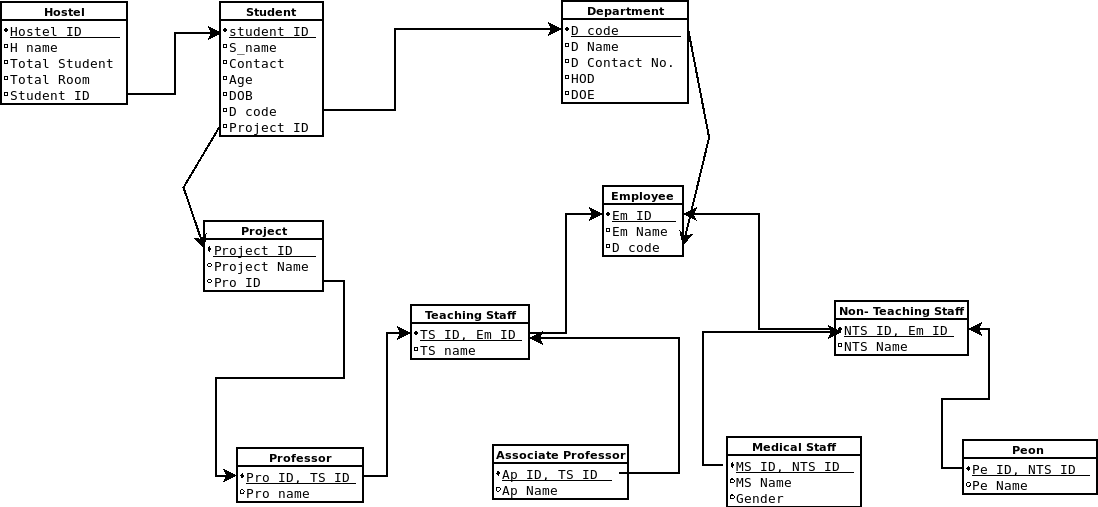 Hostel
Hostel ID
H name
Total Student
Total Room
Student ID
Student
student ID
S_name
Contact
Age
DOB
D code
Project ID
Department
D code
D Name
D Contact No.
HOD
DOE
Employee
Em ID
Em Name
D code
Project
Project ID
Project Name
Pro ID
Teaching Staff
TS ID, Em ID
TS name
Non- Teaching Staff
NTS ID, Em ID
NTS Name
Professor
Pro ID, TS ID
Pro name
Associate Professor
Ap ID, TS ID
Ap Name
Medical Staff
MS ID, NTS ID
MS Name
Gender
Peon
Pe ID, NTS ID
Pe Name